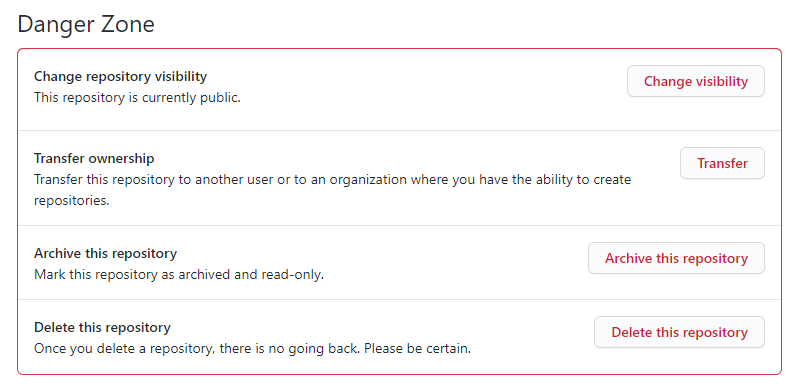 Danger Zone
Change repository visibility
This repository is currently public.
Change visibility
Transfer ownership
Transfer this repository to another user or to an organization where you have the ability to create
repositories.
Transfer
Archive this repository
Mark this repository as archived and read-only.
Archive this repository
Delete this repository
Once you delete a repository, there is no going back. Please be certain.
Delete this repository